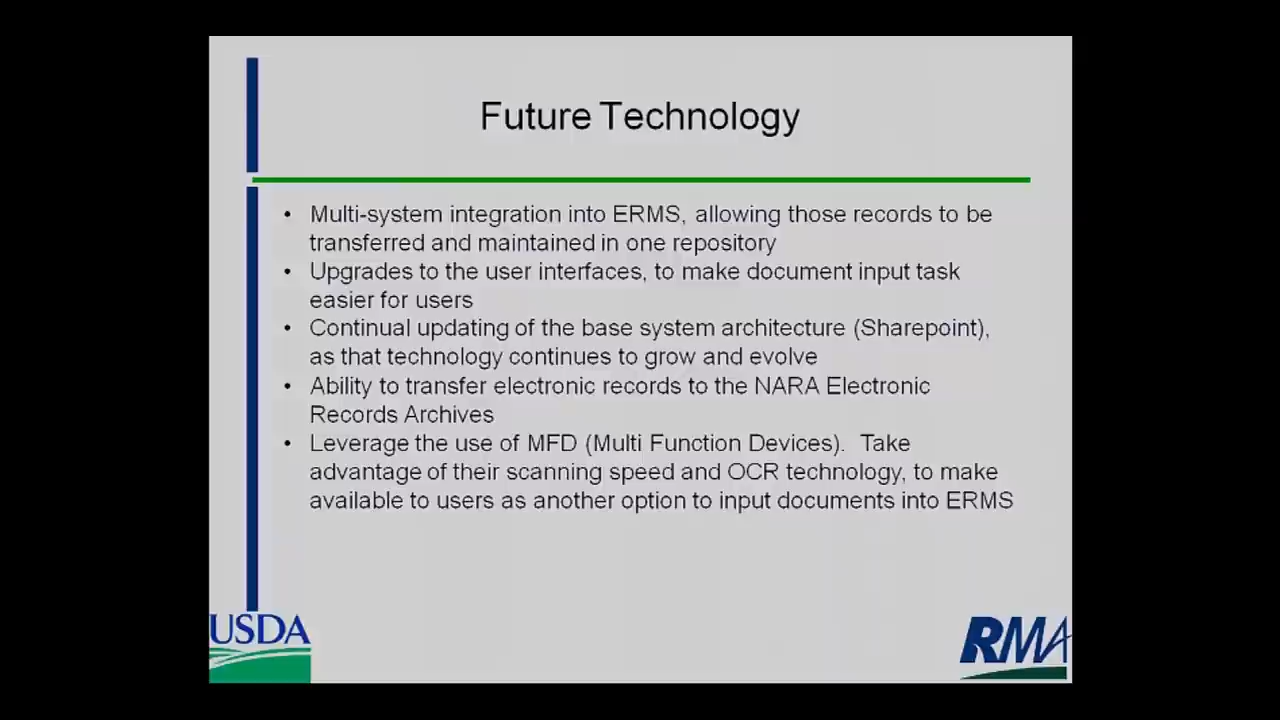 Future Technology
• Multi-system integration into ERMS, allowing those records to be
transferred and maintained in one repository
• Upgrades to the user interfaces, to make document input task
easier for users
• Continual updating of the base system architecture (Sharepoint),
as that technology continues to grow and evolve
• Ability to transfer electronic records to the NARA Electronic
Records Archives
• Leverage the use of MFD (Multi Function Devices).  Take
advantage of their scanning speed and OCR technology, to make
available to users as another option to input documents into ERMS
USDA
RMA